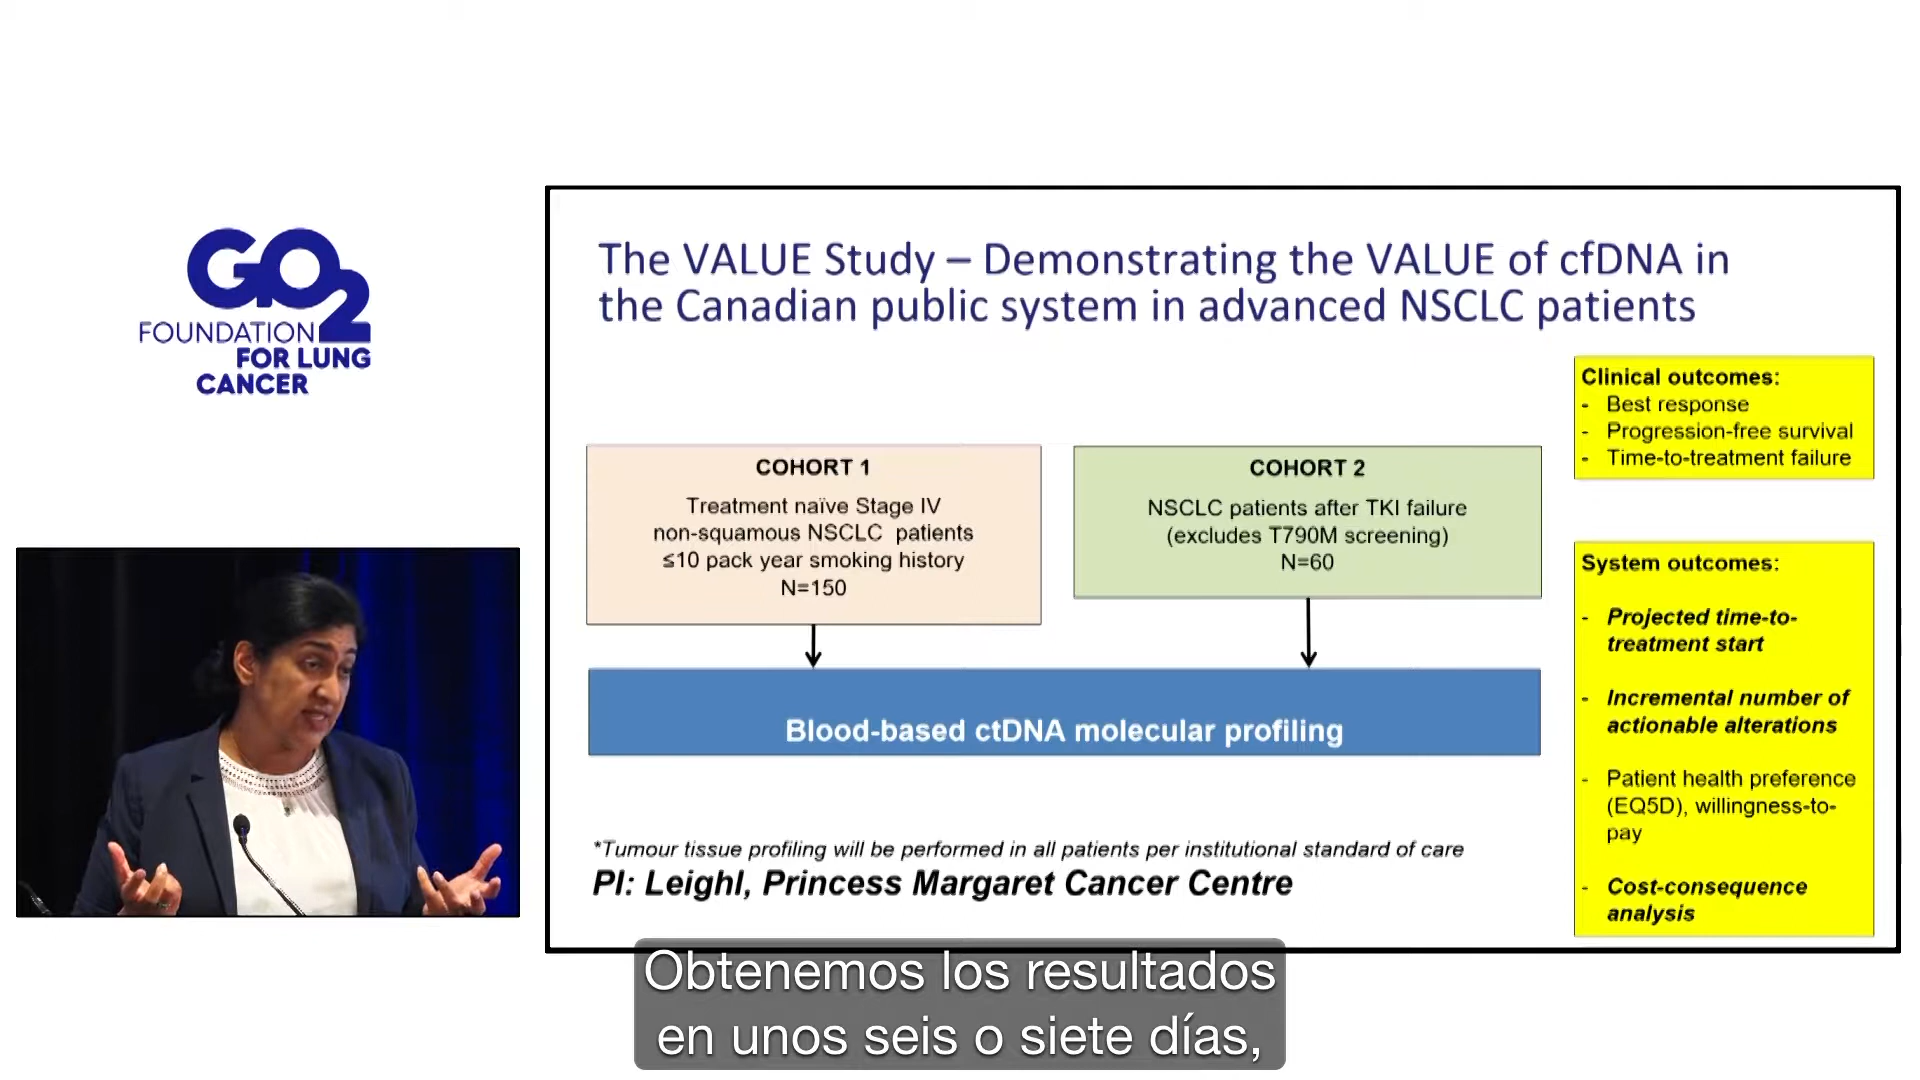 GO2
FOUNDATION
FOR LUNG
CANCER
The VALUE Study – Demonstrating the VALUE of cfDNA in
the Canadian public system in advanced NSCLC patients
COHORT 1
Treatment naïve Stage IV
non-squamous NSCLC patients
≤10 pack year smoking history
N=150
COHORT 2
NSCLC patients after TKI failure
(excludes T790M screening)
N=60
Blood-based ctDNA molecular profiling
*Tumour tissue profiling will be performed in all patients per institutional standard of care
PI: Leighl, Princess Margaret Cancer Centre
Clinical outcomes:
- Best response
- Progression-free survival
- Time-to-treatment failure
System outcomes:
- Projected time-to-
treatment start
- Incremental number of
actionable alterations
- Patient health preference
(EQ5D), willingness-to-
pay
- Cost-consequence
analysis
Obtenemos los resultados
en unos seis o siete días,